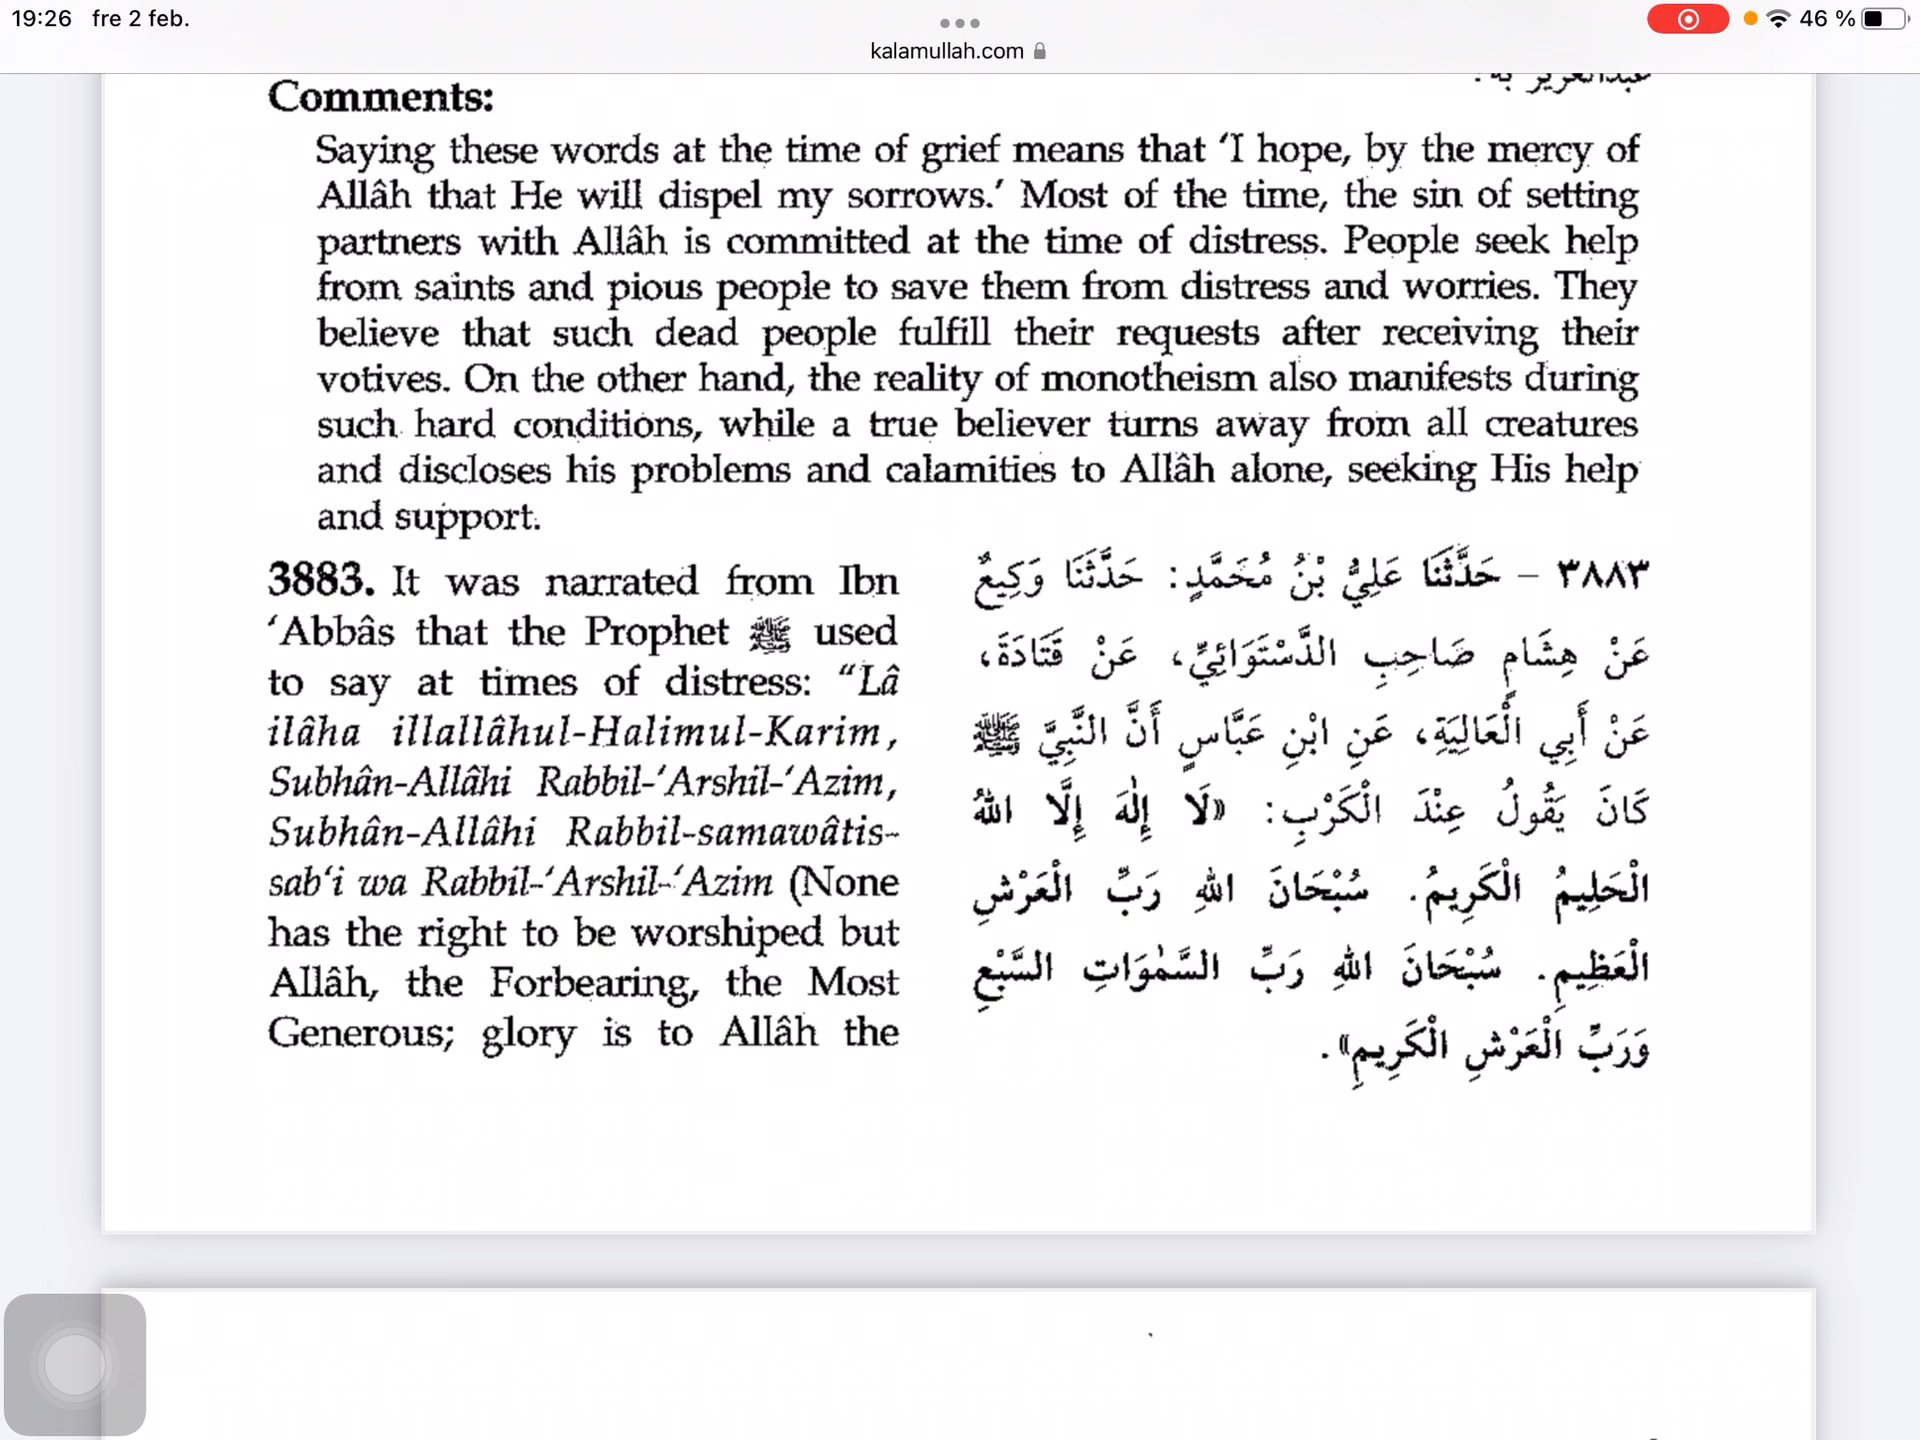 19:26 fre 2 feb.
46 %
kalamullah.com
Comments:
Saying these words at the time of grief means that ‘I hope, by the mercy of
Allâh that He will dispel my sorrows.’ Most of the time, the sin of setting
partners with Allâh is committed at the time of distress. People seek help
from saints and pious people to save them from distress and worries. They
believe that such dead people fulfill their requests after receiving their
votives. On the other hand, the reality of monotheism also manifests during
such hard conditions, while a true believer turns away from all creatures
and discloses his problems and calamities to Allâh alone, seeking His help
and support.
3883. It was narrated from Ibn
‘Abbâs that the Prophet ﷺ used
to say at times of distress: “Lâ
ilâha illallâhul-Halimul-Karim,
Subhân-Allâhi Rabbil-‘Arshil-‘Azim,
Subhân-Allâhi Rabbil-samawâtis-
sab‘i wa Rabbil-‘Arshil-‘Azim (None
has the right to be worshiped but
Allâh, the Forbearing, the Most
Generous; glory is to Allâh the
٣٨٨٣ – حَدَّثَنَا عَلِيُّ بْنُ مُحَمَّدٍ: حَدَّثَنَا وَكِيعٌ
عَنْ هِشَامٍ صَاحِبِ الدَّسْتَوَائِيِّ، عَنْ قَتَادَةَ،
عَنْ أَبِي الْعَالِيَةِ، عَنِ ابْنِ عَبَّاسٍ أَنَّ النَّبِيَّ ﷺ
كَانَ يَقُولُ عِنْدَ الْكَرْبِ: «لَا إِلٰهَ إِلَّا اللهُ
الْحَلِيمُ الْكَرِيمُ. سُبْحَانَ اللهِ رَبِّ الْعَرْشِ
الْعَظِيمِ. سُبْحَانَ اللهِ رَبِّ السَّمٰوَاتِ السَّبْعِ
وَرَبِّ الْعَرْشِ الْكَرِيمِ».